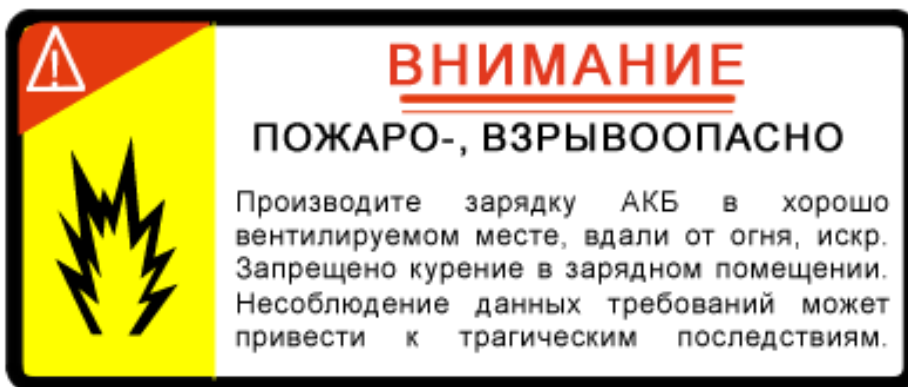 ВНИМАНИЕ
ПОЖАРО-, ВЗРЫВООПАСНО
Производите зарядку АКБ в хорошо
вентилируемом месте, вдали от огня, искр.
Запрещено курение в зарядном помещении.
Несоблюдение данных требований может
привести к трагическим последствиям.